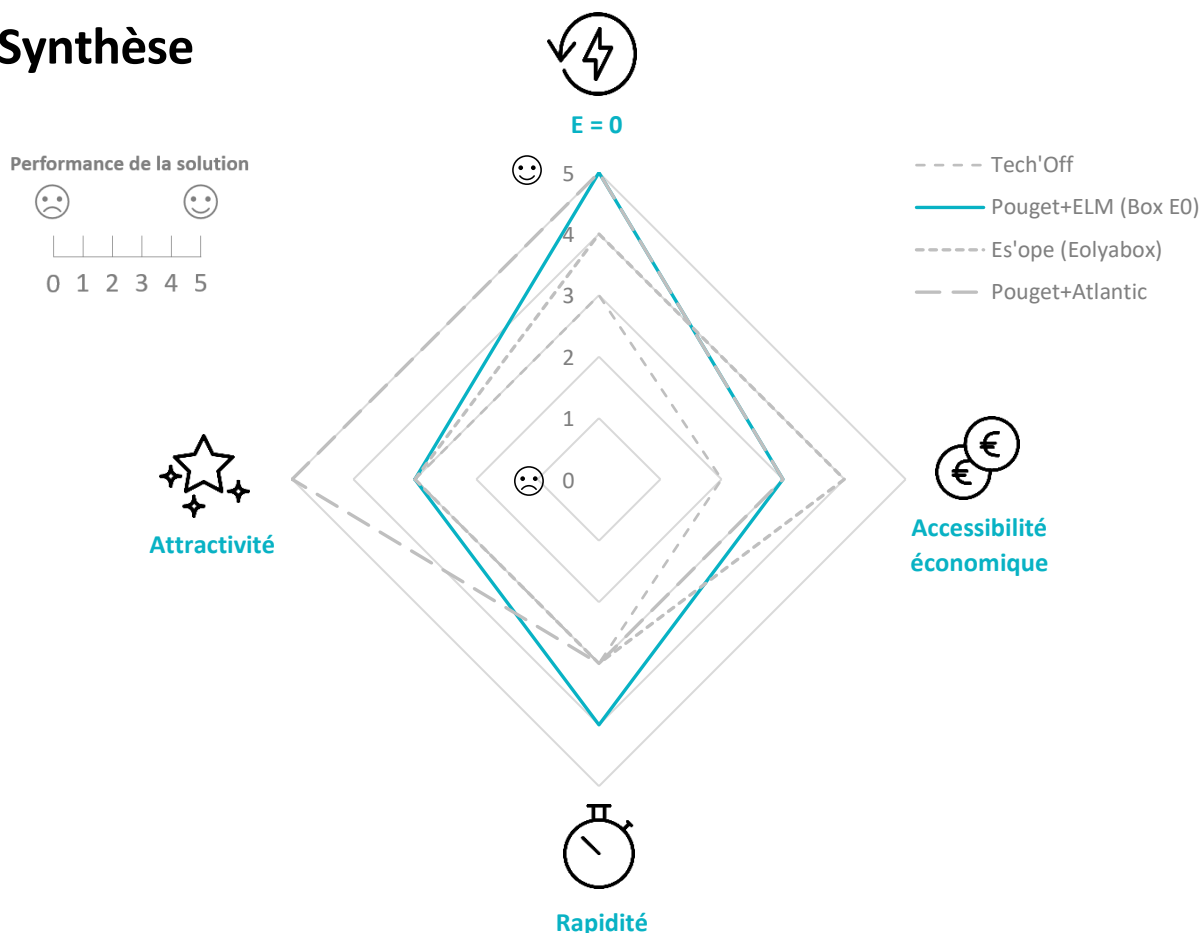 Synthèse
E = 0
Performance de la solution
0 1 2 3 4 5
5
4
3
2
1
0
Tech'Off
Pouget+ELM (Box E0)
Es'ope (Eolyabox)
Pouget+Atlantic
Attractivité
€
€
Accessibilité
économique
Rapidité